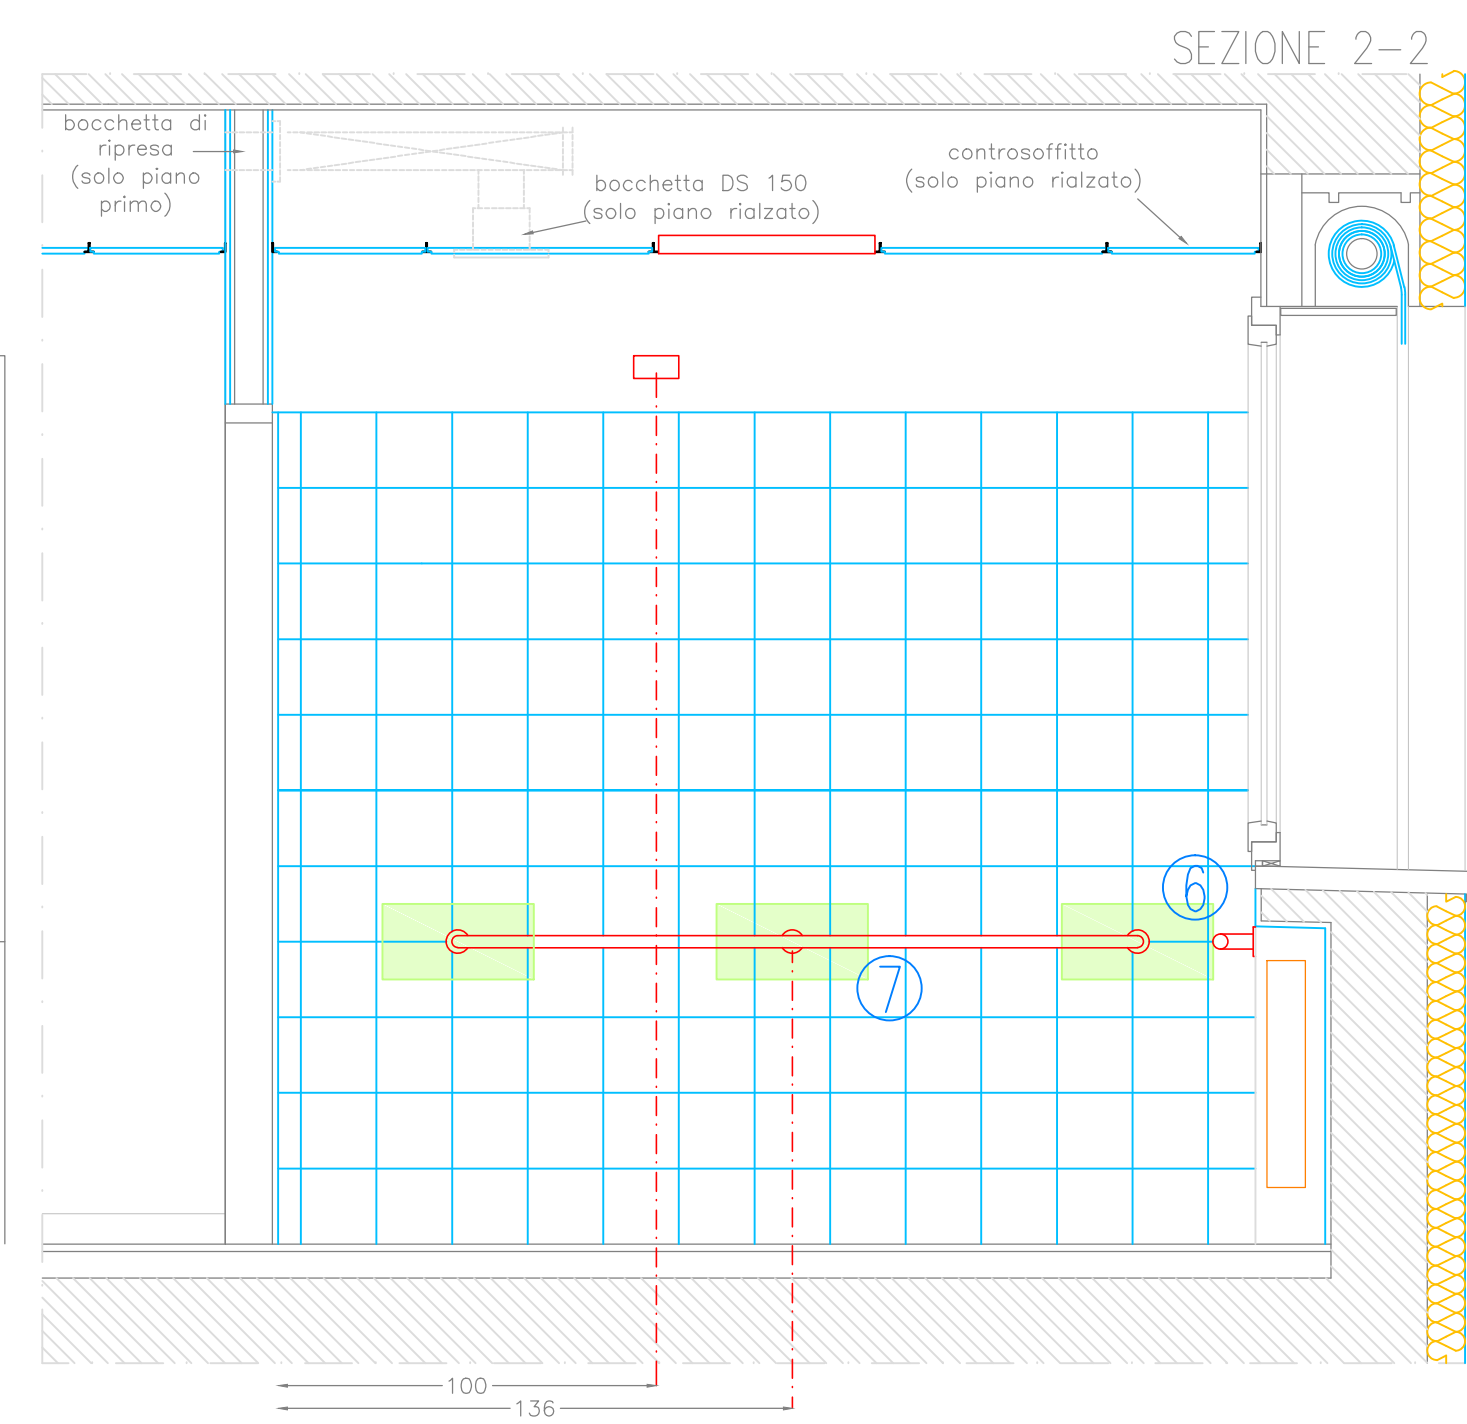 SEZIONE 2-2
bocchetta di
ripresa
(solo piano
primo)
bocchetta DS 150
(solo piano rialzato)
controsoffitto
(solo piano rialzato)
6
7
100
136